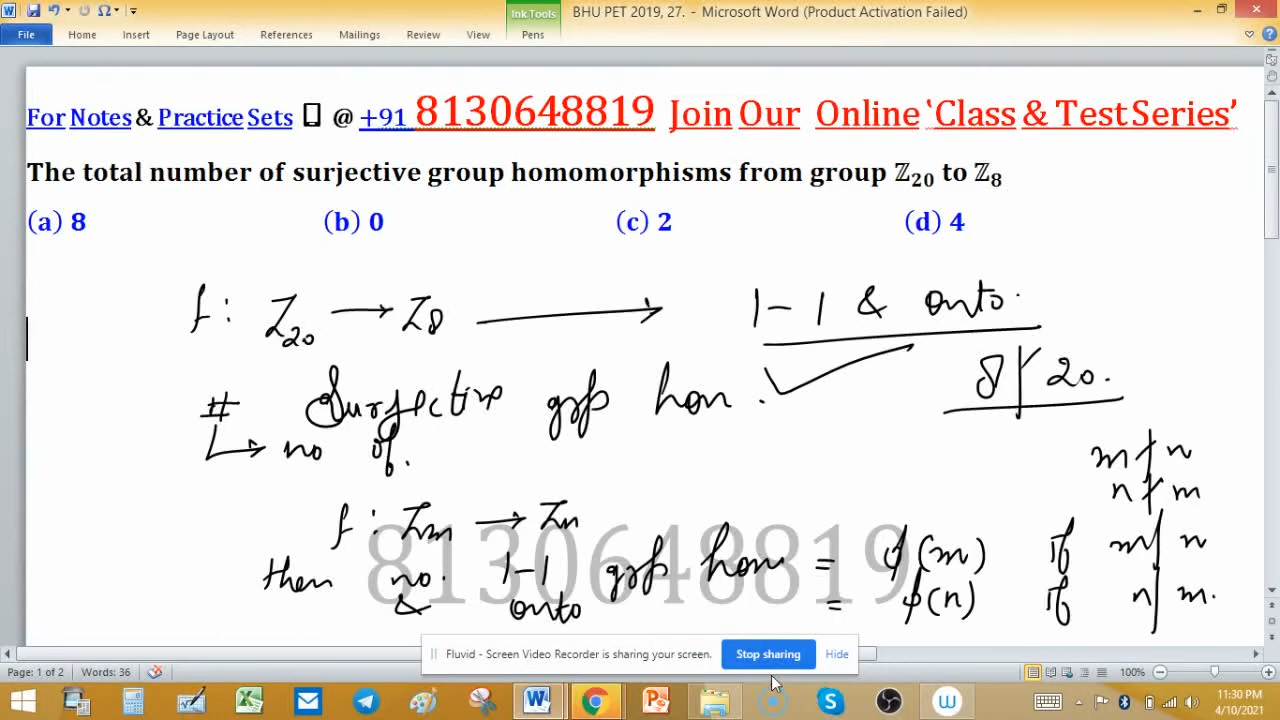 BHU PET 2019, 27. - Microsoft Word (Product Activation Failed)
Ink Tools
File Home Insert Page Layout References Mailings Review View Pens
For Notes & Practice Sets @ +91 8130648819 Join Our Online 'Class & Test Series'
The total number of surjective group homomorphisms from group ℤ₂₀ to ℤ₈
(a) 8 (b) 0 (c) 2 (d) 4
f : Z₂₀ → Z₈ → 1-1 & onto.
# Surjective grp hom. ✓ 8 ∤ 20.
↳ no of.
m ∤ n
n ∤ m
f : Zₘ → Zₙ
8130648819
then no. 1-1 grp hom = ϕ(m) if m | n
& onto = ϕ(n) if n | m.
Fluvid - Screen Video Recorder is sharing your screen. Stop sharing Hide
Page: 1 of 2 Words: 36 100%
11:30 PM
4/10/2021